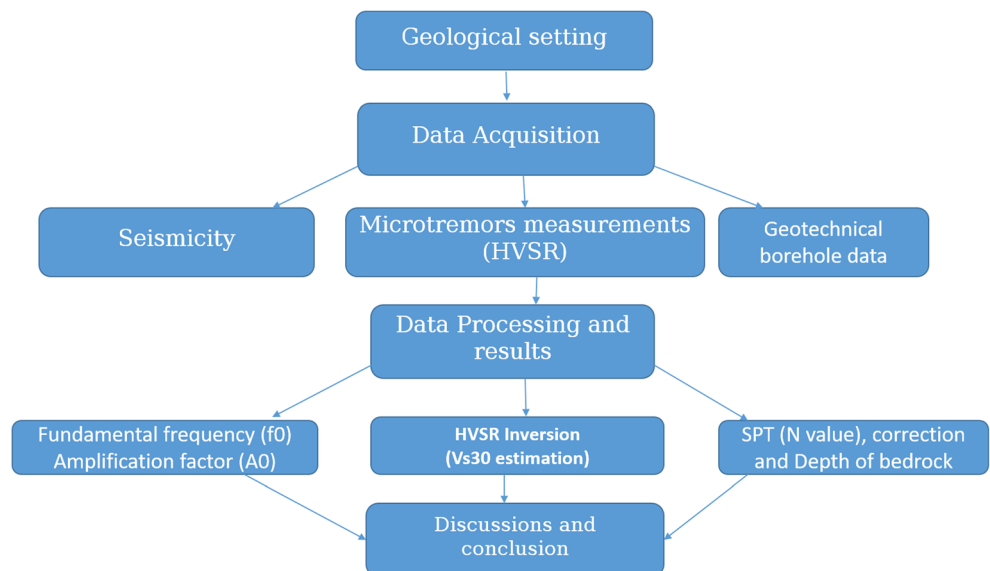 Geological setting
Data Acquisition
Seismicity
Microtremors measurements
(HVSR)
Geotechnical
borehole data
Data Processing and
results
Fundamental frequency (f0)
Amplification factor (A0)
HVSR Inversion
(Vs30 estimation)
SPT (N value), correction
and Depth of bedrock
Discussions and
conclusion